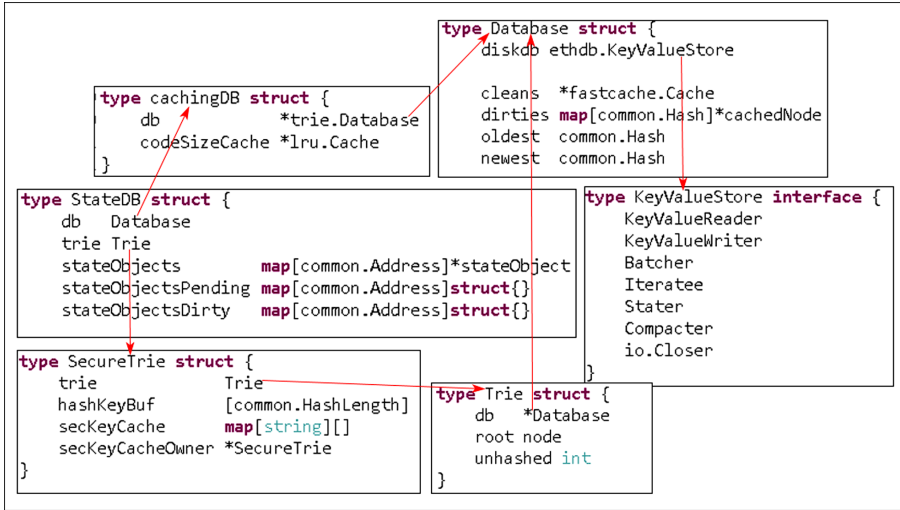 type Database struct {
diskdb ethdb.KeyValueStore
cleans *fastcache.Cache
dirties map[common.Hash]*cachedNode
oldest common.Hash
newest common.Hash
type cachingDB struct {
db *trie.Database
codeSizeCache *lru.Cache
}
type StateDB struct {
db Database
trie Trie
stateObjects map[common.Address]*stateObject
stateObjectsPending map[common.Address]struct{}
stateObjectsDirty map[common.Address]struct{}
type KeyValueStore interface {
KeyValueReader
KeyValueWriter
Batcher
Iteratee
Stater
Compacter
io.Closer
}
type SecureTrie struct {
trie Trie
hashKeyBuf [common.HashLength]
secKeyCache map[string][]
secKeyCacheOwner *SecureTrie
}
type Trie struct {
db *Database
root node
unhashed int
}